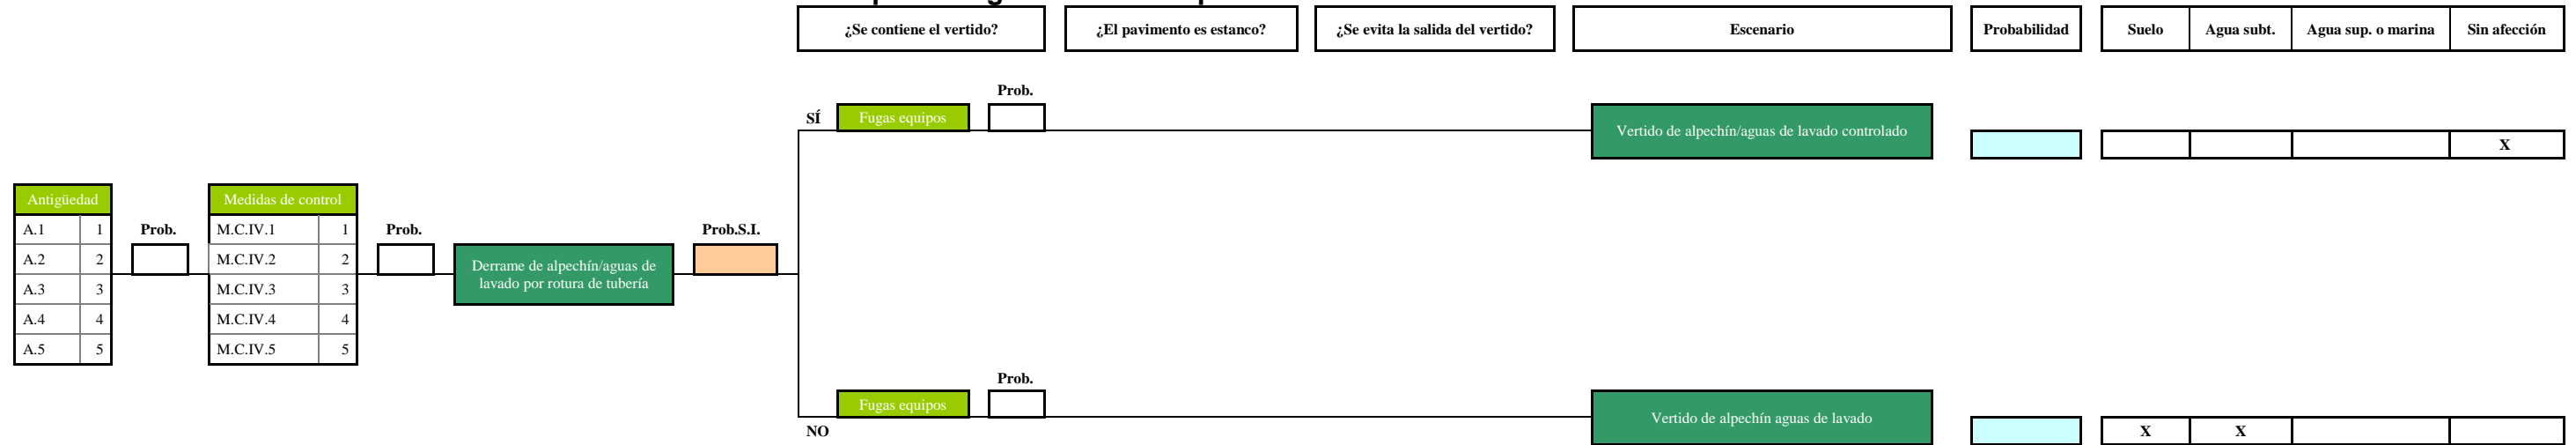 ¿Se contiene el vertido?
¿El pavimento es estanco?
¿Se evita la salida del vertido?
Escenario
Probabilidad
Suelo
Agua subt.
Agua sup. o marina
Sin afección
Prob.
SÍ
Fugas equipos
Vertido de alpechín/aguas de lavado controlado
X
Antigüedad
A.1 1
A.2 2
A.3 3
A.4 4
A.5 5
Prob.
Medidas de control
M.C.IV.1 1
M.C.IV.2 2
M.C.IV.3 3
M.C.IV.4 4
M.C.IV.5 5
Prob.
Derrame de alpechín/aguas de
lavado por rotura de tubería
Prob.S.I.
Prob.
Fugas equipos
NO
Vertido de alpechín aguas de lavado
X
X